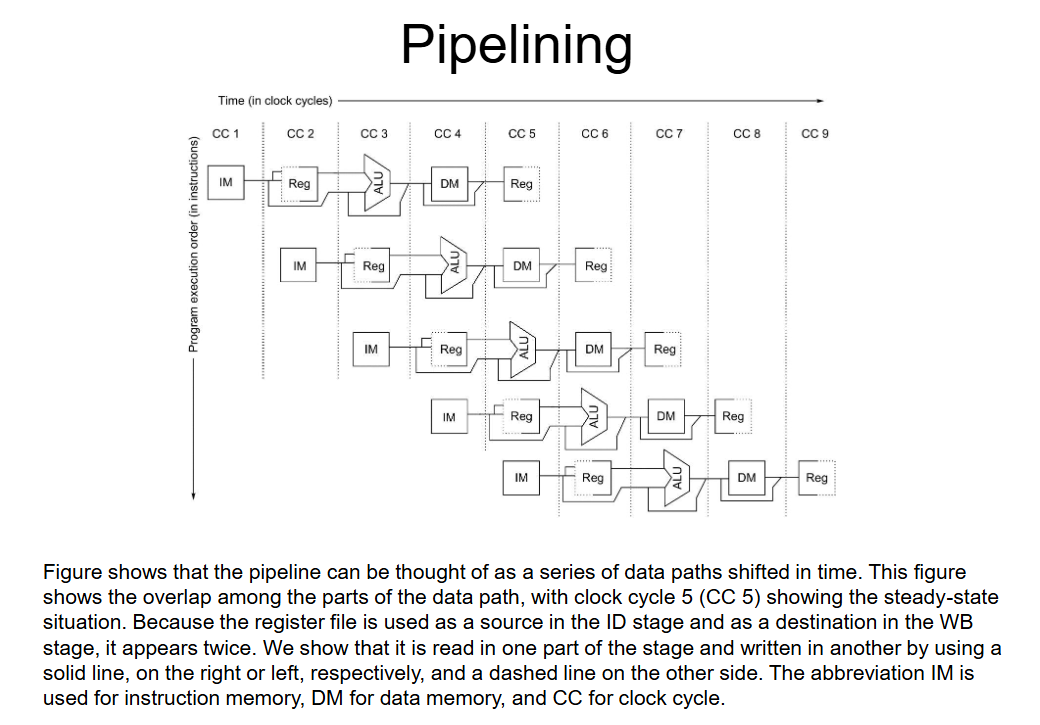 Pipelining
Time (in clock cycles)
CC 1 CC 2 CC 3 CC 4 CC 5 CC 6 CC 7 CC 8 CC 9
Program execution order (in instructions)
IM Reg ALU DM Reg
IM Reg ALU DM Reg
IM Reg ALU DM Reg
IM Reg ALU DM Reg
IM Reg ALU DM Reg
Figure shows that the pipeline can be thought of as a series of data paths shifted in time. This figure
shows the overlap among the parts of the data path, with clock cycle 5 (CC 5) showing the steady-state
situation. Because the register file is used as a source in the ID stage and as a destination in the WB
stage, it appears twice. We show that it is read in one part of the stage and written in another by using a
solid line, on the right or left, respectively, and a dashed line on the other side. The abbreviation IM is
used for instruction memory, DM for data memory, and CC for clock cycle.